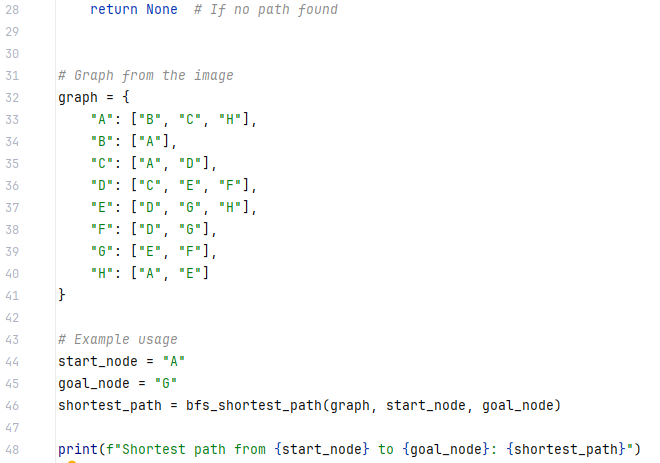 28 return None # If no path found
29
30
31 # Graph from the image
32 graph = {
33 "A": ["B", "C", "H"],
34 "B": ["A"],
35 "C": ["A", "D"],
36 "D": ["C", "E", "F"],
37 "E": ["D", "G", "H"],
38 "F": ["D", "G"],
39 "G": ["E", "F"],
40 "H": ["A", "E"]
41 }
42
43 # Example usage
44 start_node = "A"
45 goal_node = "G"
46 shortest_path = bfs_shortest_path(graph, start_node, goal_node)
47
48 print(f"Shortest path from {start_node} to {goal_node}: {shortest_path}")